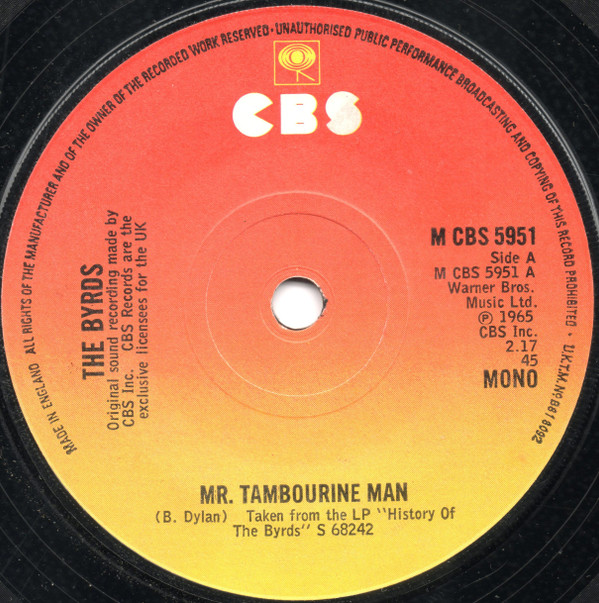 MADE IN ENGLAND ALL RIGHTS OF THE MANUFACTURER AND OF THE OWNER OF THE RECORDED WORK RESERVED · UNAUTHORISED PUBLIC PERFORMANCE BROADCASTING AND COPYING OF THIS RECORD PROHIBITED · U.K.T.M. No B618092
CBS
THE BYRDS
Original sound recording made by
CBS Inc. CBS Records are the
exclusive licensees for the UK
M CBS 5951
Side A
M CBS 5951 A
Warner Bros.
Music Ltd.
℗ 1965
CBS Inc.
2.17
45
MONO
MR. TAMBOURINE MAN
(B. Dylan) Taken from the LP "History Of
The Byrds" S 68242